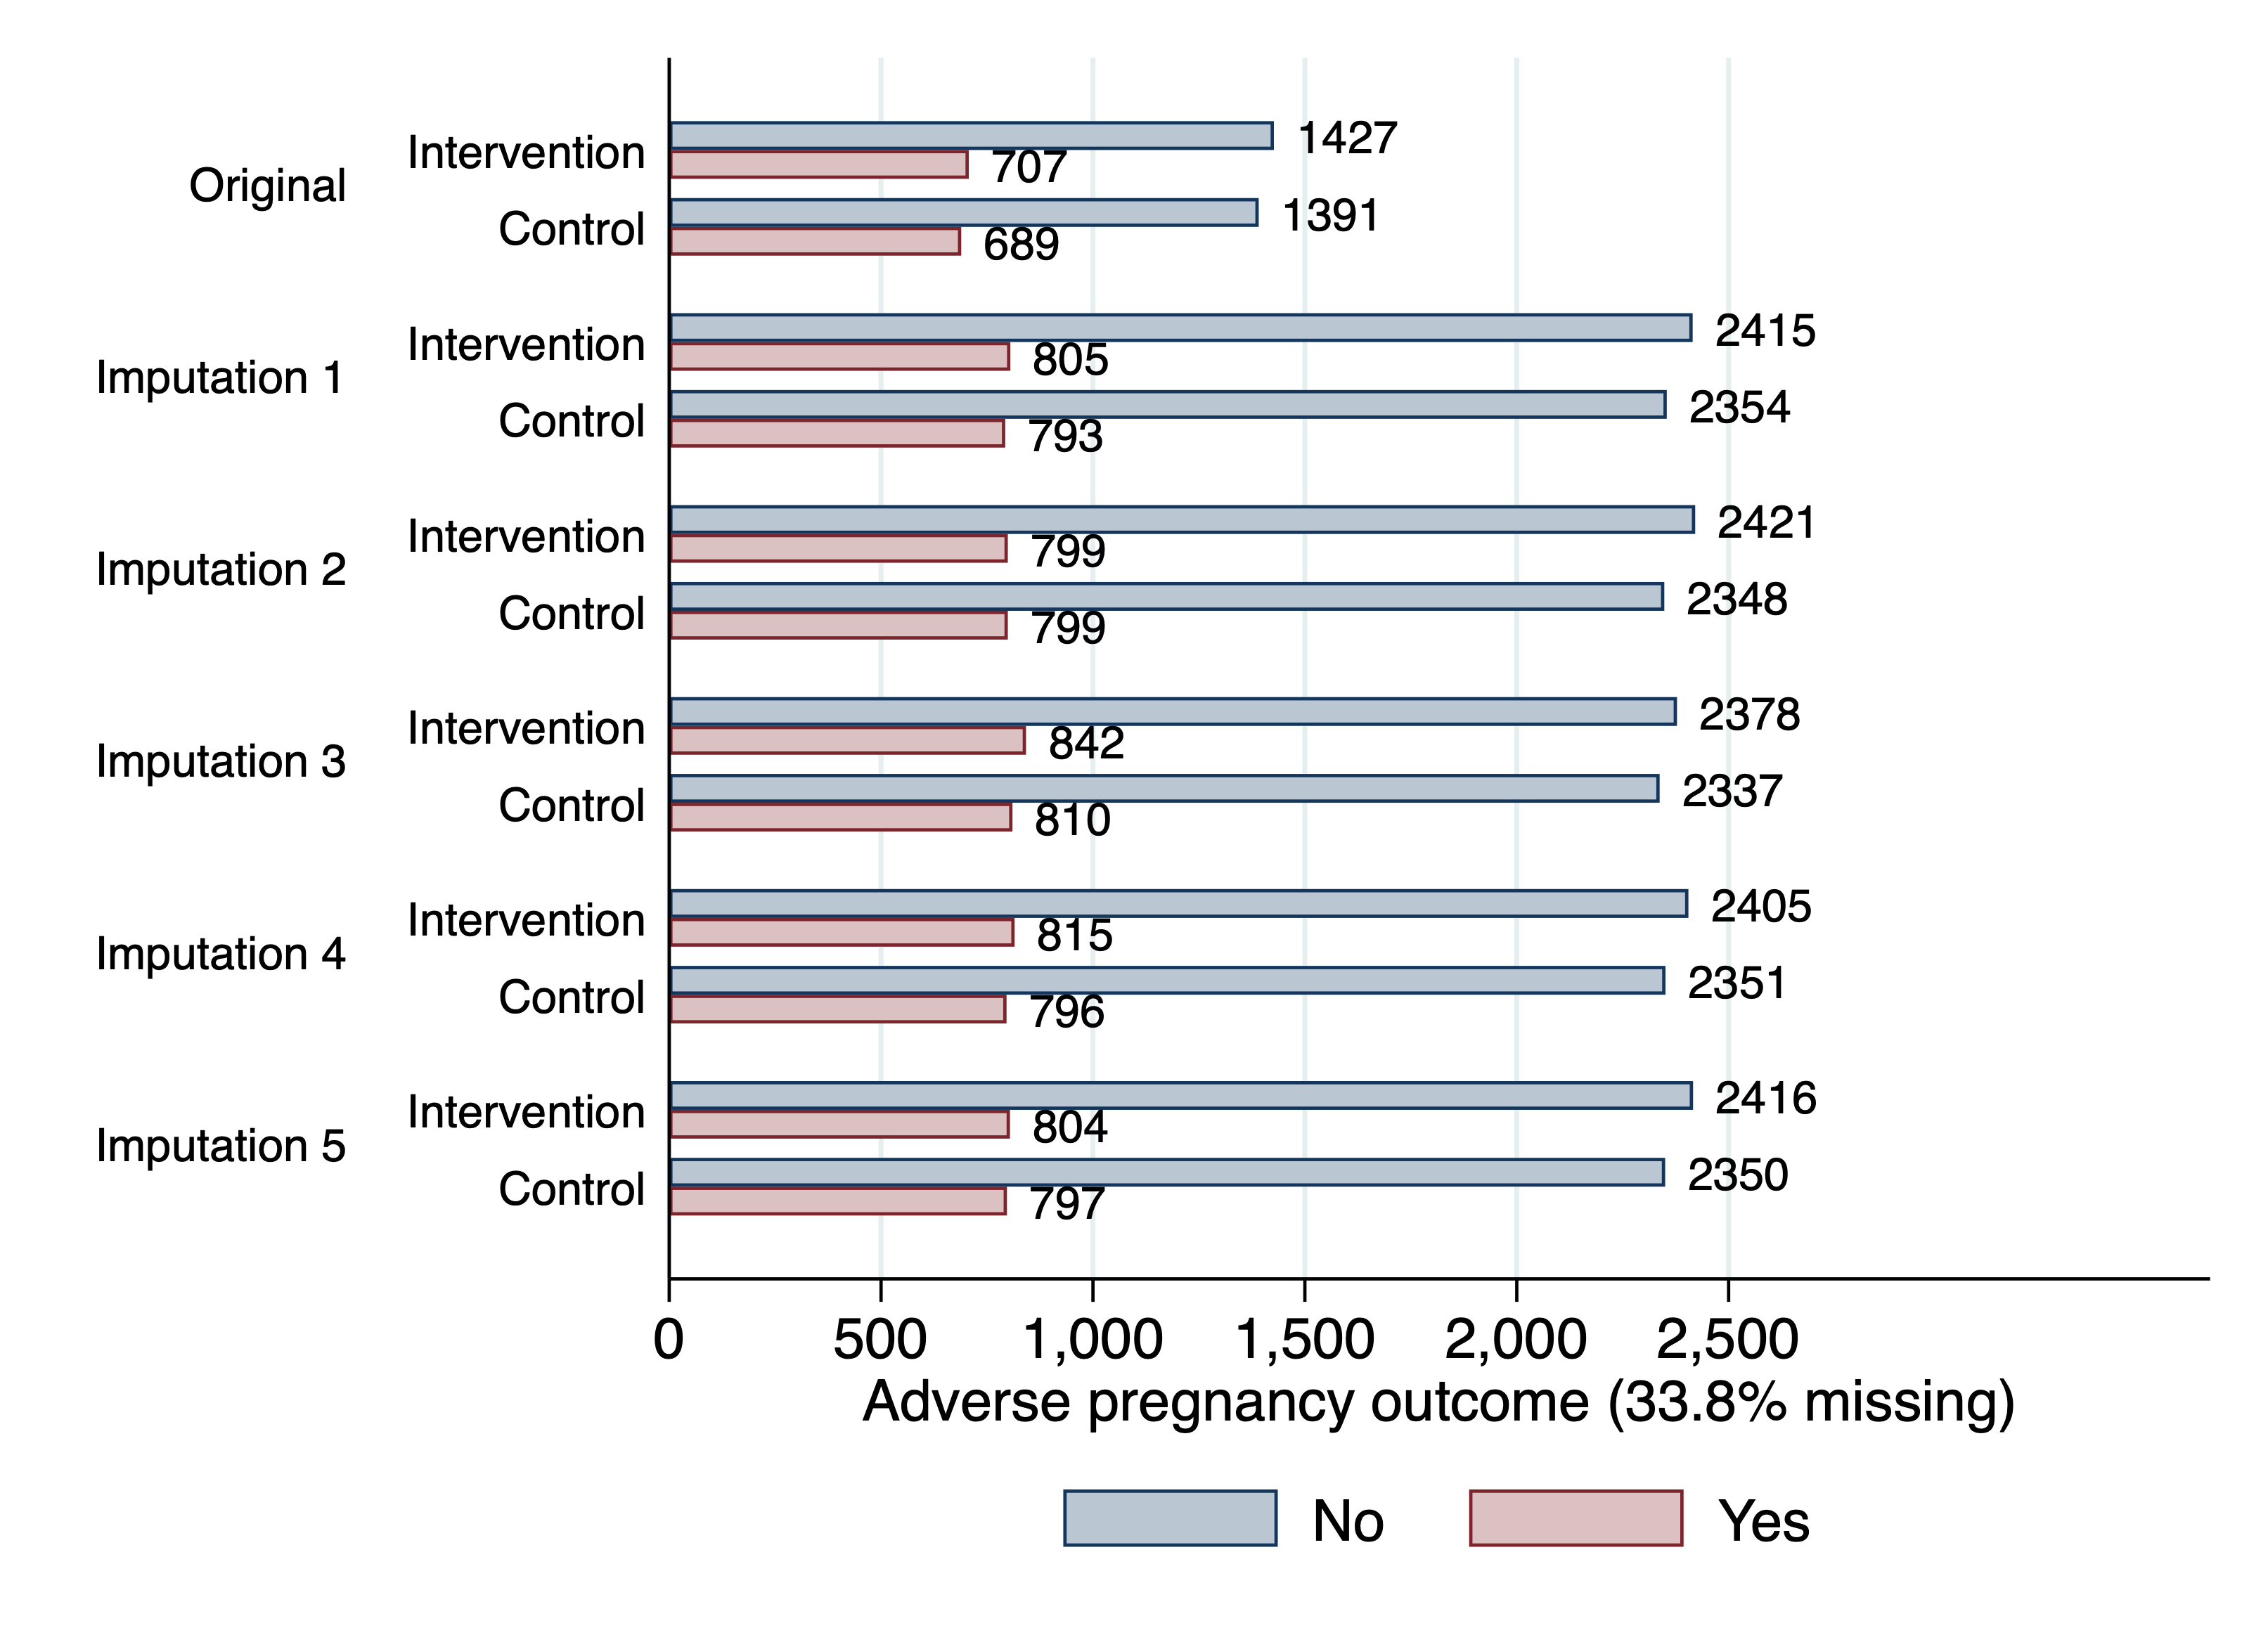 Original
Intervention 1427
707
Control 1391
689
Imputation 1
Intervention 2415
805
Control 2354
793
Imputation 2
Intervention 2421
799
Control 2348
799
Imputation 3
Intervention 2378
842
Control 2337
810
Imputation 4
Intervention 2405
815
Control 2351
796
Imputation 5
Intervention 2416
804
Control 2350
797
0 500 1,000 1,500 2,000 2,500
Adverse pregnancy outcome (33.8% missing)
No Yes